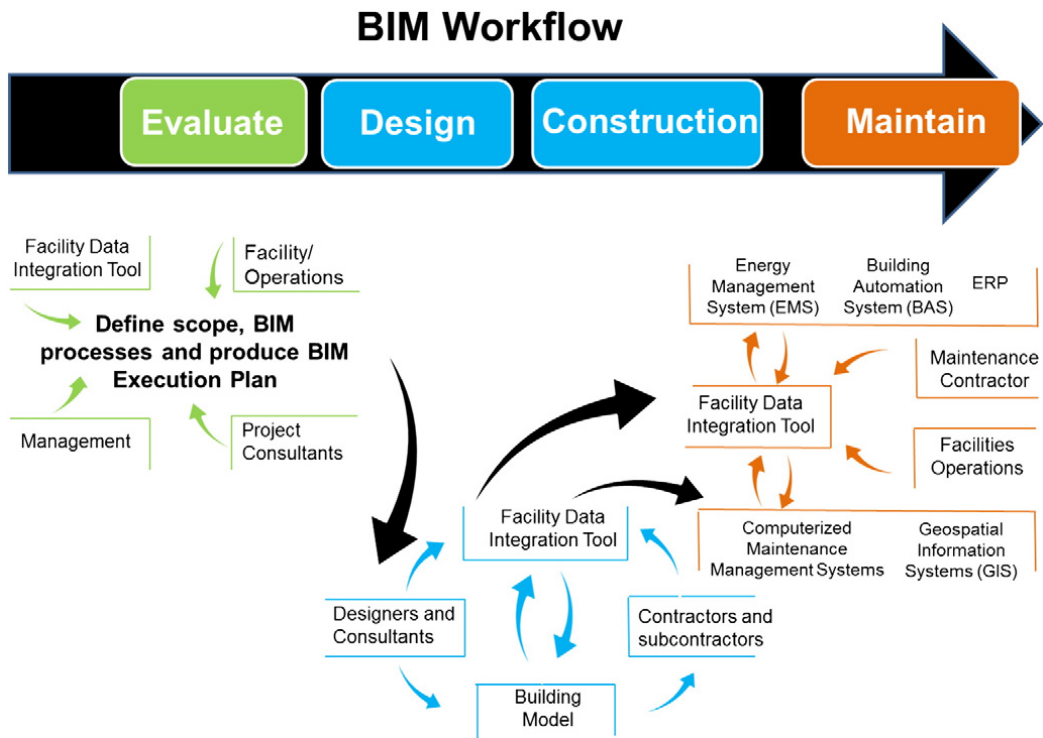 BIM Workflow
Evaluate
Design
Construction
Maintain
Facility Data
Integration Tool
Facility/
Operations
Define scope, BIM
processes and produce BIM
Execution Plan
Management
Project
Consultants
Facility Data
Integration Tool
Designers and
Consultants
Contractors and
subcontractors
Building
Model
Energy
Management
System (EMS)
Building
Automation
System (BAS)
ERP
Maintenance
Contractor
Facility Data
Integration Tool
Facilities
Operations
Computerized
Maintenance
Management Systems
Geospatial
Information
Systems (GIS)